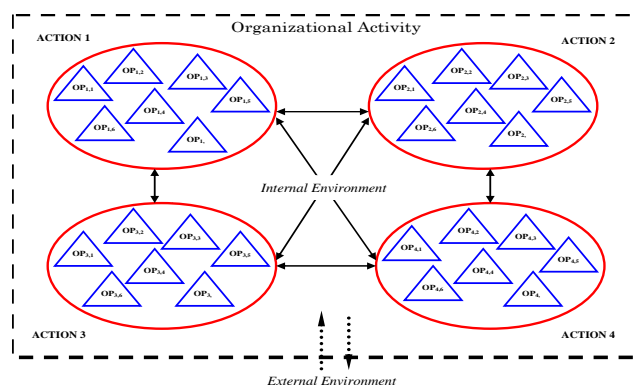 Organizational Activity
ACTION 1
ACTION 2
OP1,1
OP1,2
OP1,3
OP1,4
OP1,5
OP1,6
OP1,
OP2,1
OP2,2
OP2,3
OP2,4
OP2,5
OP2,6
OP2,
Internal Environment
OP3,1
OP3,2
OP3,3
OP3,4
OP3,5
OP3,6
OP3,
OP4,1
OP4,2
OP4,3
OP4,4
OP4,5
OP4,6
OP4,
ACTION 3
ACTION 4
External Environment